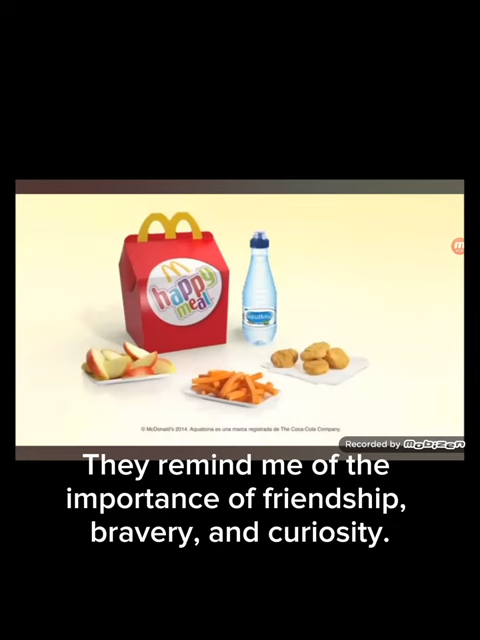 happy
meal
Aquabona
© McDonald's 2014. Aquabona es una marca registrada de The Coca-Cola Company.
Recorded by mobizen
They remind me of the
importance of friendship,
bravery, and curiosity.